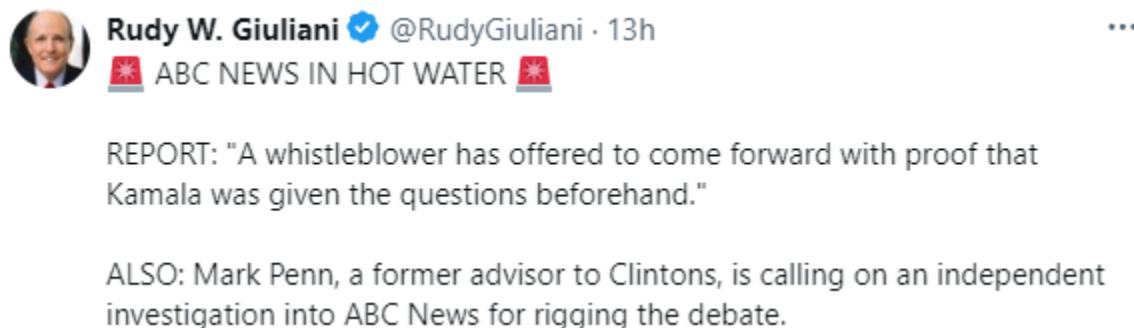 Rudy W. Giuliani @RudyGiuliani · 13h
🚨 ABC NEWS IN HOT WATER 🚨
REPORT: "A whistleblower has offered to come forward with proof that
Kamala was given the questions beforehand."
ALSO: Mark Penn, a former advisor to Clintons, is calling on an independent
investigation into ABC News for rigging the debate.